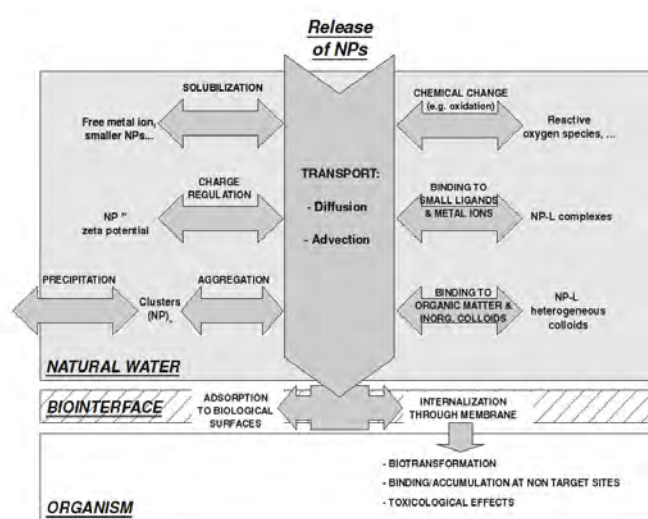 Release
of NPs
SOLUBILIZATION
Free metal ion,
smaller NPs...
CHEMICAL CHANGE
(e.g. oxidation)
Reactive
oxygen species, ...
TRANSPORT:
- Diffusion
- Advection
CHARGE
REGULATION
NP n-
zeta potential
BINDING TO
SMALL LIGANDS
& METAL IONS
NP-L complexes
PRECIPITATION
Clusters
(NP)x
AGGREGATION
BINDING TO
ORGANIC MATTER &
INORG. COLLOIDS
NP-L
heterogeneous
colloids
NATURAL WATER
BIOINTERFACE
ADSORPTION
TO BIOLOGICAL
SURFACES
INTERNALIZATION
THROUGH MEMBRANE
- BIOTRANSFORMATION
- BINDING/ACCUMULATION AT NON TARGET SITES
- TOXICOLOGICAL EFFECTS
ORGANISM